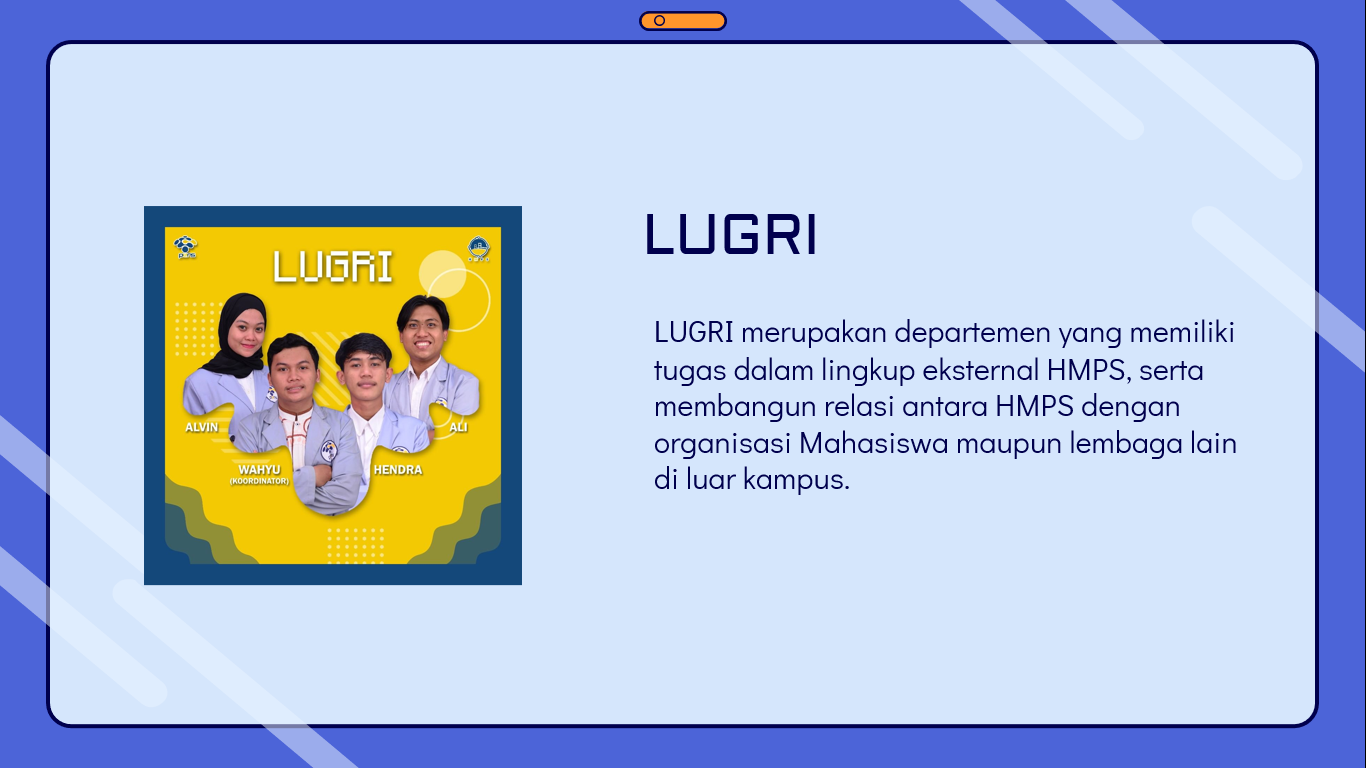 LUGRI
ALVIN
ALI
WAHYU
(KOORDINATOR)
HENDRA
LUGRI
LUGRI merupakan departemen yang memiliki
tugas dalam lingkup eksternal HMPS, serta
membangun relasi antara HMPS dengan
organisasi Mahasiswa maupun lembaga lain
di luar kampus.